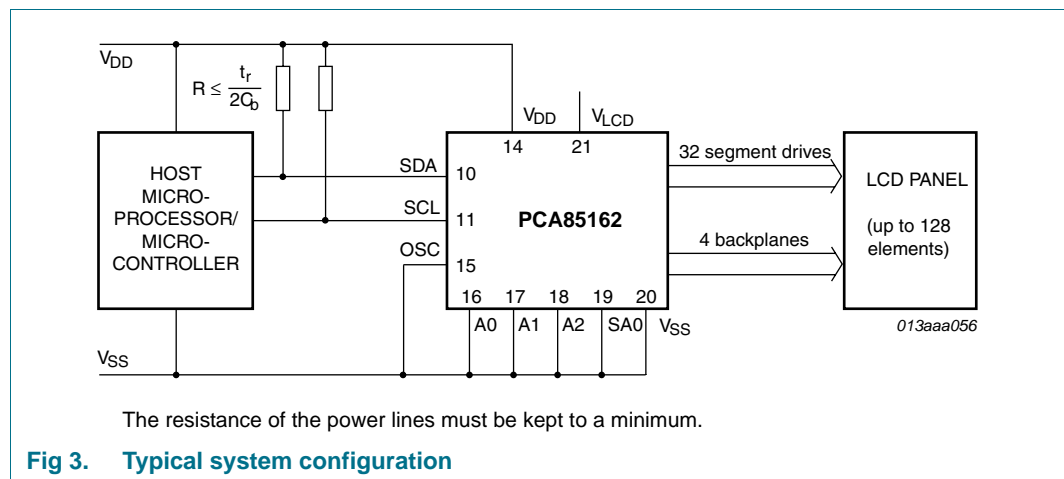 VDD
R ≤ tr
2Cb
VDD
VLCD
14
21
HOST
MICRO-
PROCESSOR/
MICRO-
CONTROLLER
SDA
10
SCL
11
OSC
15
PCA85162
16
17
18
19
20
A0
A1
A2
SA0
VSS
32 segment drives
4 backplanes
LCD PANEL
(up to 128
elements)
013aaa056
VSS
The resistance of the power lines must be kept to a minimum.
Fig 3. Typical system configuration